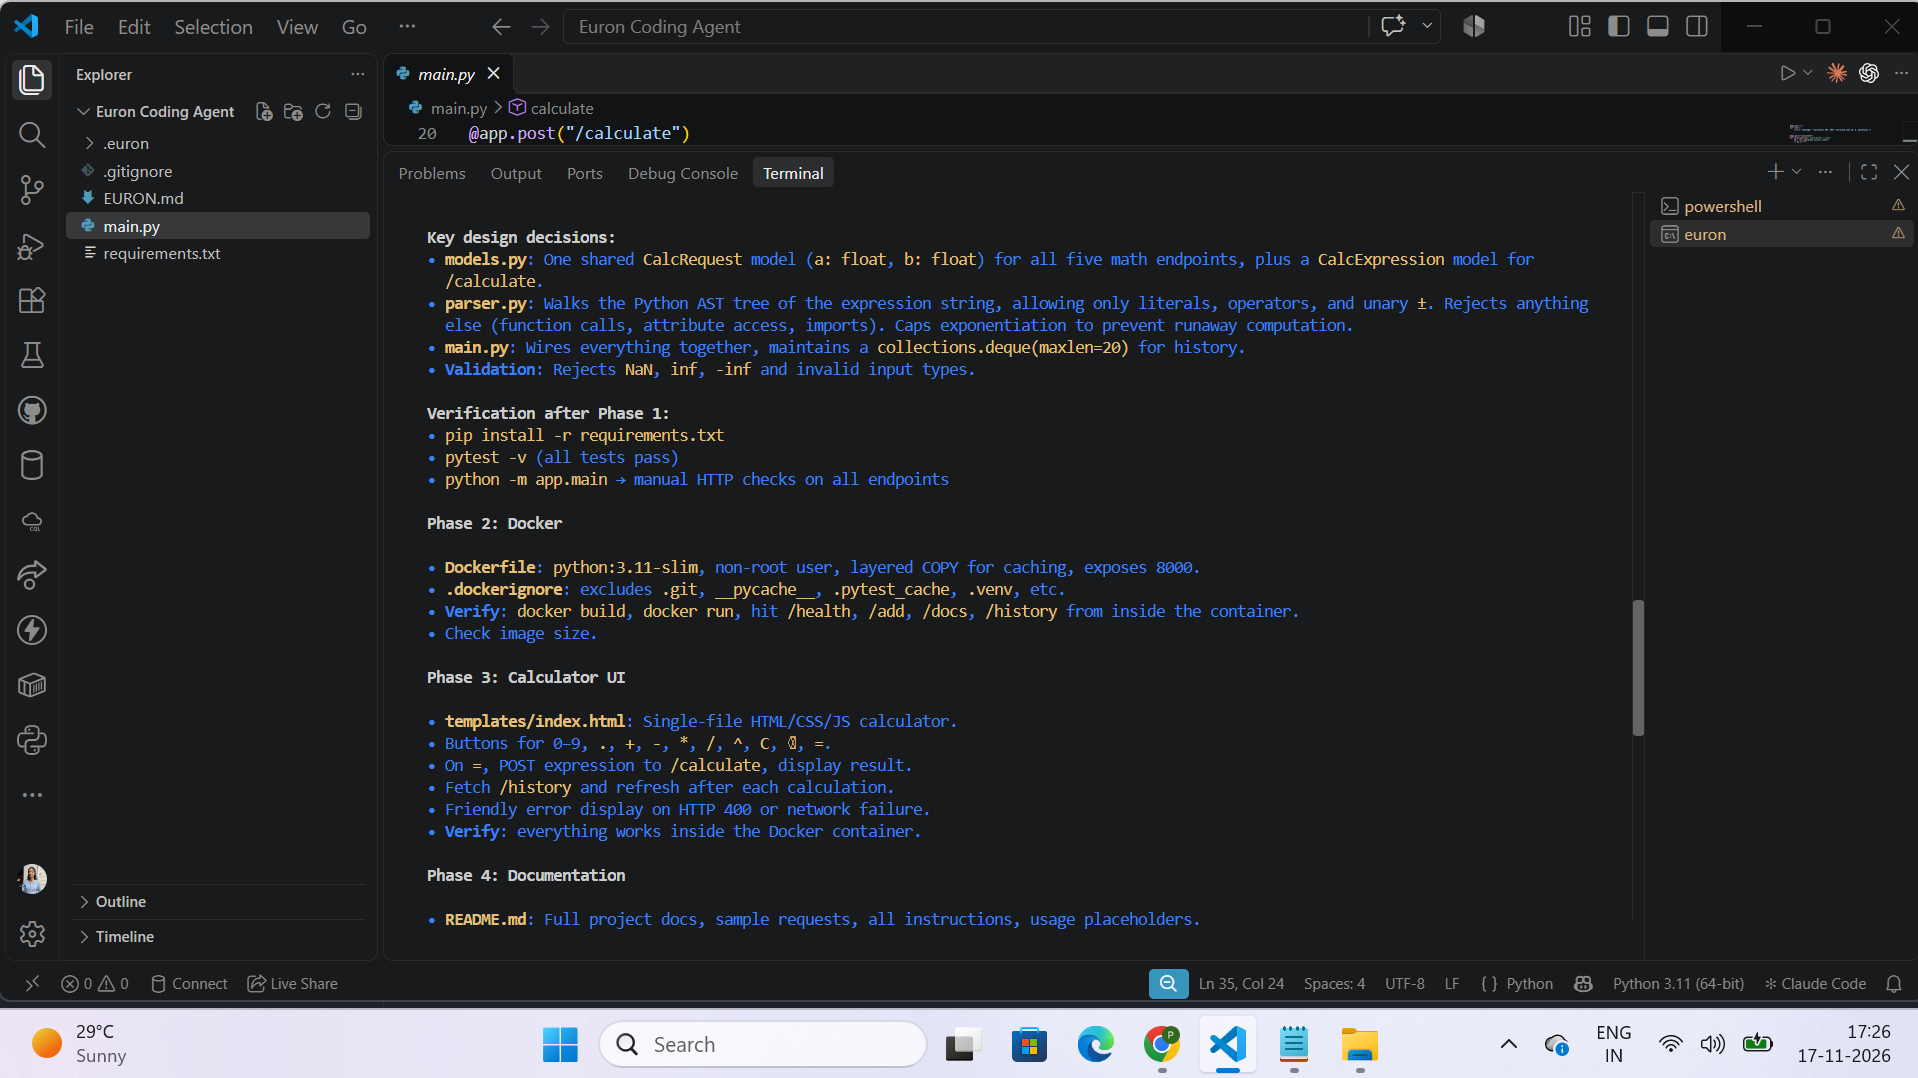 File Edit Selection View Go ···
Euron Coding Agent
Explorer
Euron Coding Agent
.euron
.gitignore
EURON.md
main.py
requirements.txt
Outline
Timeline
main.py
main.py > calculate
20 @app.post("/calculate")
Problems Output Ports Debug Console Terminal
powershell
euron
Key design decisions:
• models.py: One shared CalcRequest model (a: float, b: float) for all five math endpoints, plus a CalcExpression model for
/calculate.
• parser.py: Walks the Python AST tree of the expression string, allowing only literals, operators, and unary ±. Rejects anything
else (function calls, attribute access, imports). Caps exponentiation to prevent runaway computation.
• main.py: Wires everything together, maintains a collections.deque(maxlen=20) for history.
• Validation: Rejects NaN, inf, -inf and invalid input types.
Verification after Phase 1:
• pip install -r requirements.txt
• pytest -v (all tests pass)
• python -m app.main → manual HTTP checks on all endpoints
Phase 2: Docker
• Dockerfile: python:3.11-slim, non-root user, layered COPY for caching, exposes 8000.
• .dockerignore: excludes .git, __pycache__, .pytest_cache, .venv, etc.
• Verify: docker build, docker run, hit /health, /add, /docs, /history from inside the container.
• Check image size.
Phase 3: Calculator UI
• templates/index.html: Single-file HTML/CSS/JS calculator.
• Buttons for 0–9, ., +, -, *, /, ^, C, , =.
• On =, POST expression to /calculate, display result.
• Fetch /history and refresh after each calculation.
• Friendly error display on HTTP 400 or network failure.
• Verify: everything works inside the Docker container.
Phase 4: Documentation
• README.md: Full project docs, sample requests, all instructions, usage placeholders.
0 0 Connect Live Share
Ln 35, Col 24 Spaces: 4 UTF-8 LF { } Python Python 3.11 (64-bit) Claude Code
29°C
Sunny
Search
ENG
IN
17:26
17-11-2026